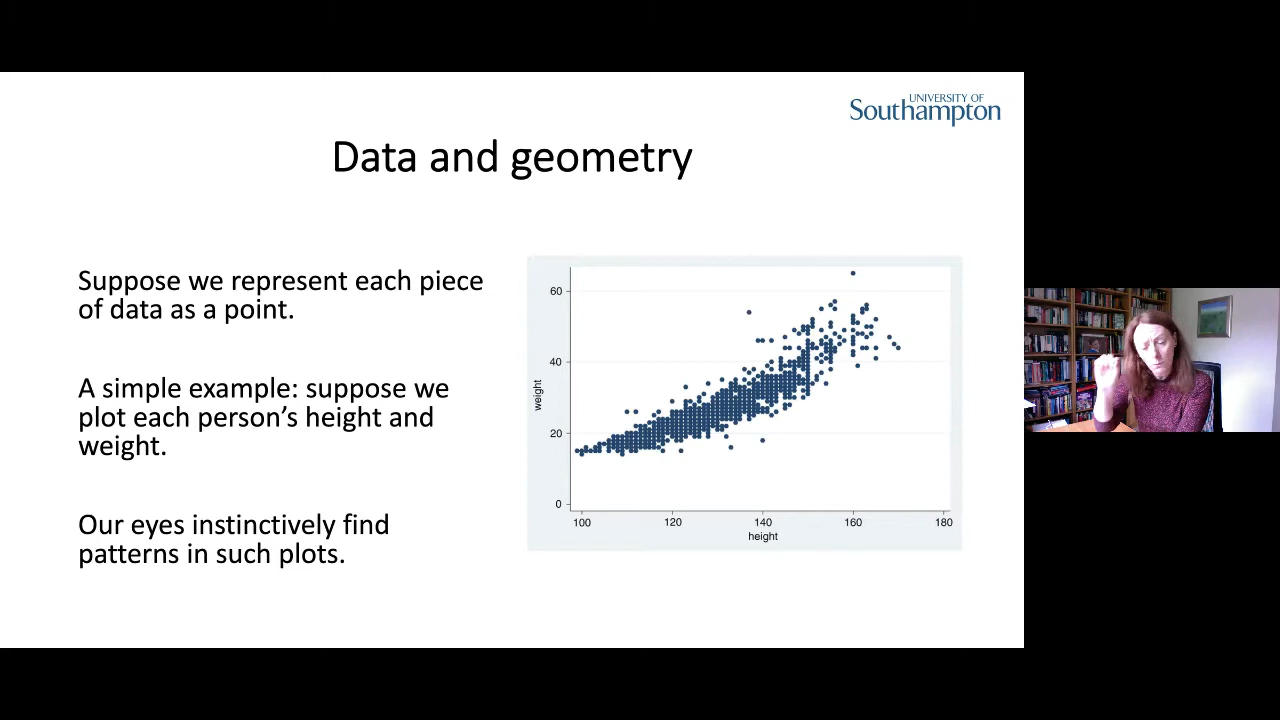 UNIVERSITY OF
Southampton
Data and geometry
Suppose we represent each piece
of data as a point.
A simple example: suppose we
plot each person’s height and
weight.
Our eyes instinctively find
patterns in such plots.
60
40
20
0
weight
100 120 140 160 180
height